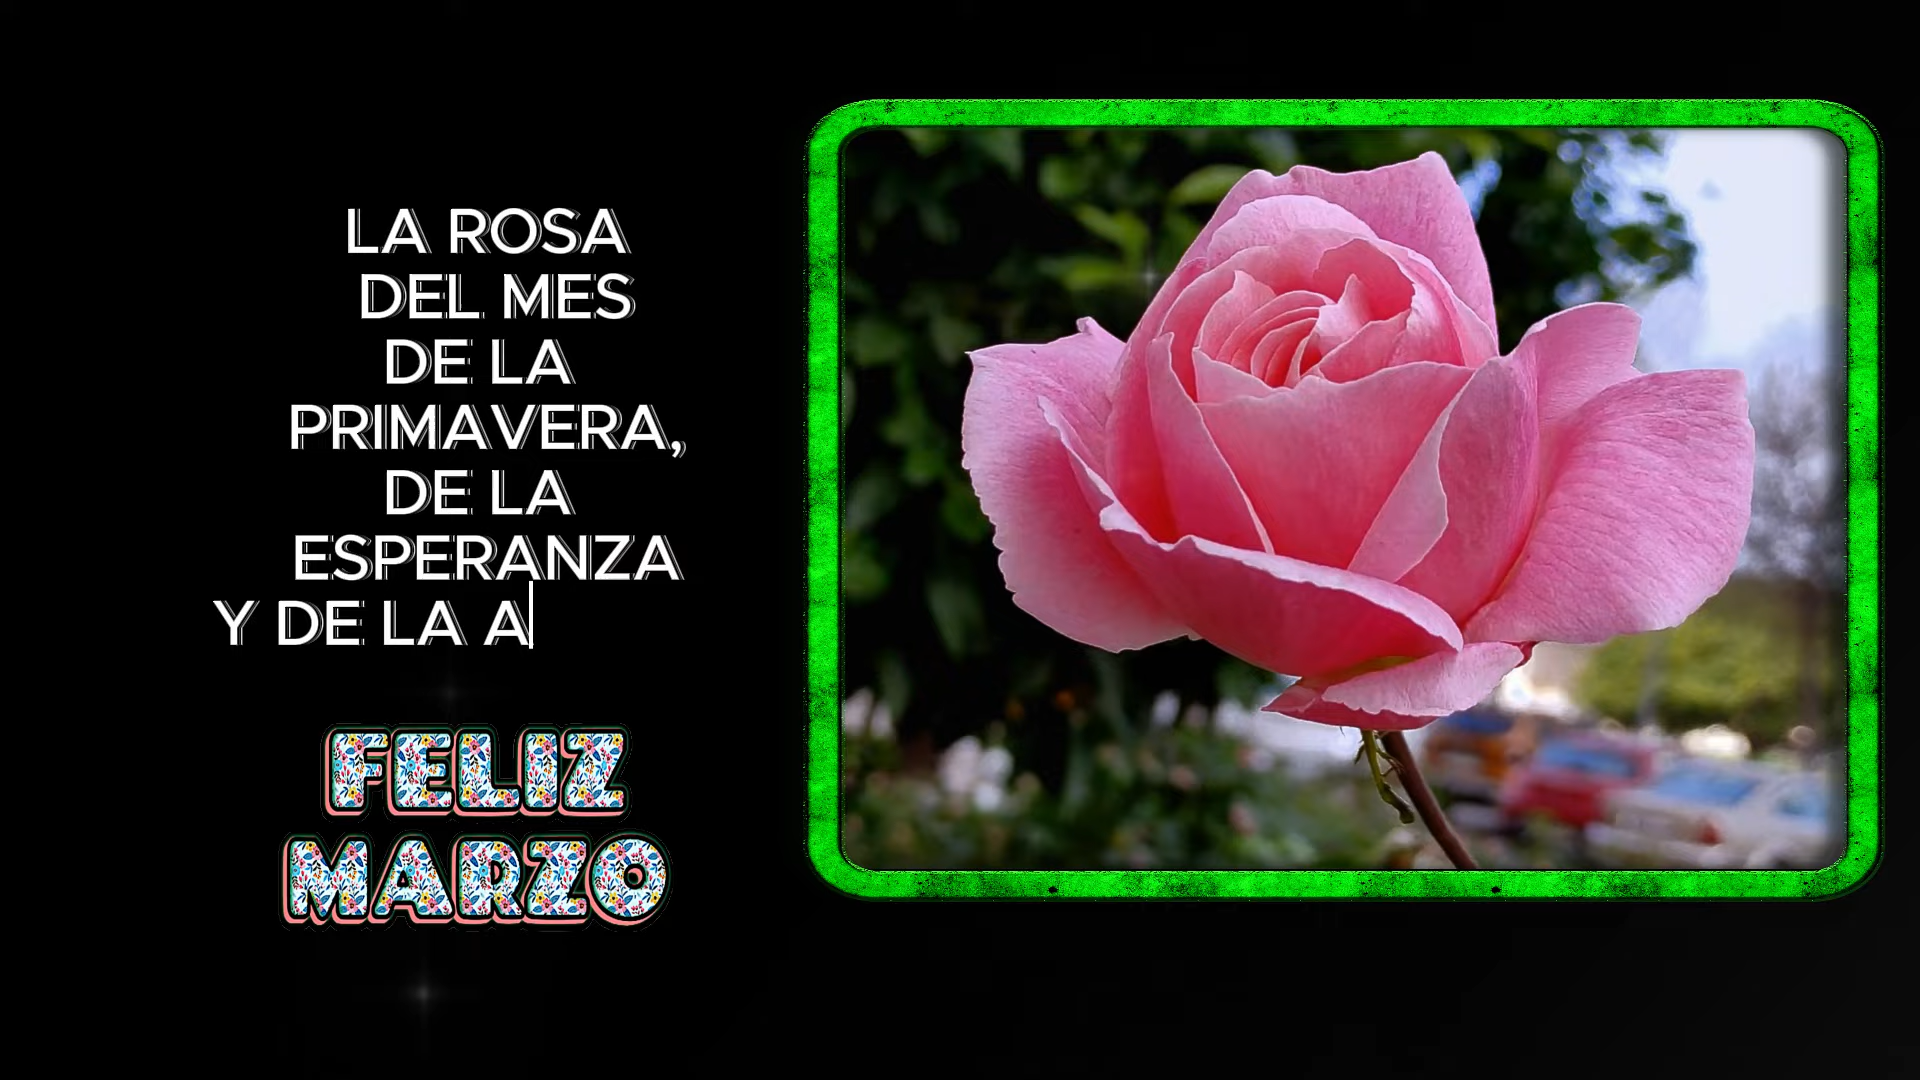 LA ROSA
DEL MES
DE LA
PRIMAVERA,
DE LA
ESPERANZA
Y DE LA A
FELIZ
MARZO